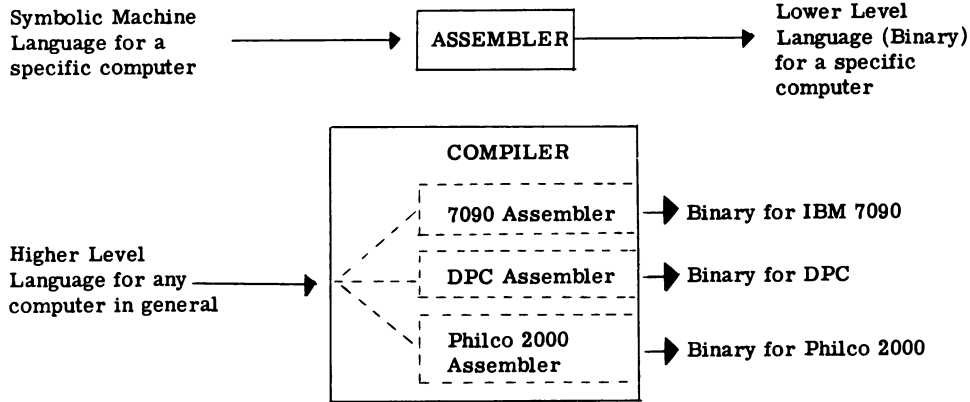 Symbolic Machine
Language for a
specific computer
ASSEMBLER
Lower Level
Language (Binary)
for a specific
computer
COMPILER
7090 Assembler
Binary for IBM 7090
Higher Level
Language for any
computer in general
DPC Assembler
Binary for DPC
Philco 2000
Assembler
Binary for Philco 2000